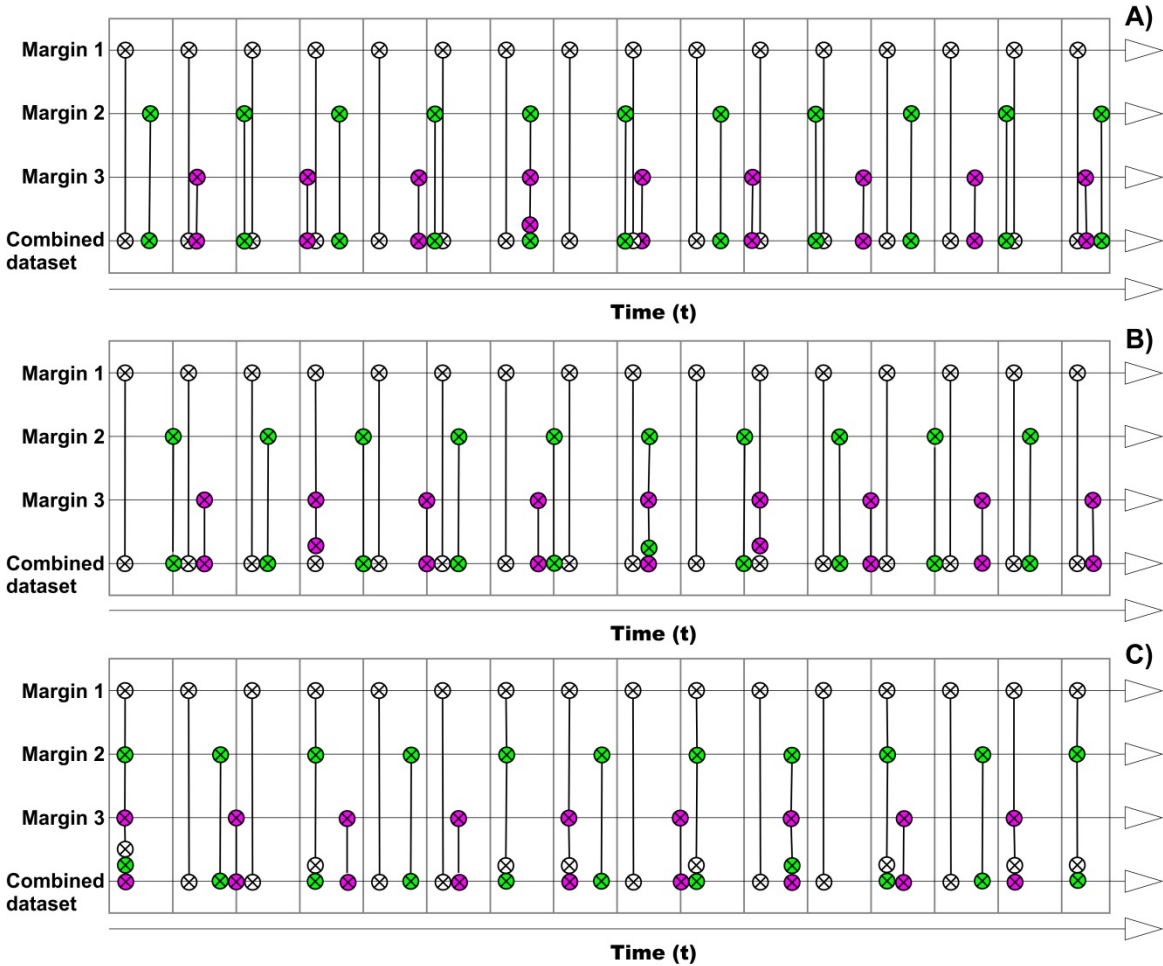 A)
Margin 1
Margin 2
Margin 3
Combined
dataset
Time (t)
B)
Margin 1
Margin 2
Margin 3
Combined
dataset
Time (t)
C)
Margin 1
Margin 2
Margin 3
Combined
dataset
Time (t)